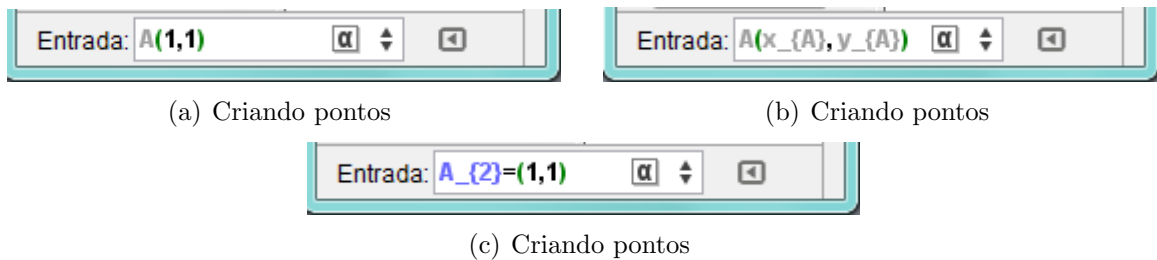 Entrada: A(1,1) α
Entrada: A(x_{A},y_{A}) α
(a) Criando pontos
(b) Criando pontos
Entrada: A_{2}=(1,1) α
(c) Criando pontos